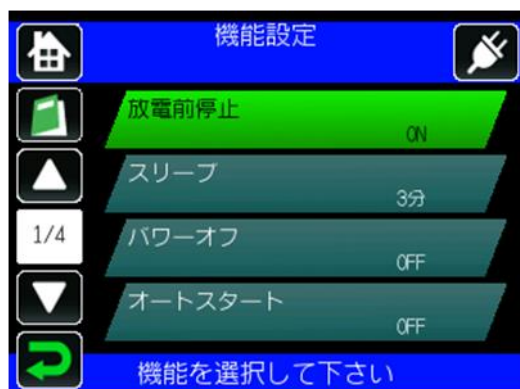 機能設定
放電前停止
ON
スリープ
3分
1/4
パワーオフ
OFF
オートスタート
OFF
機能を選択して下さい